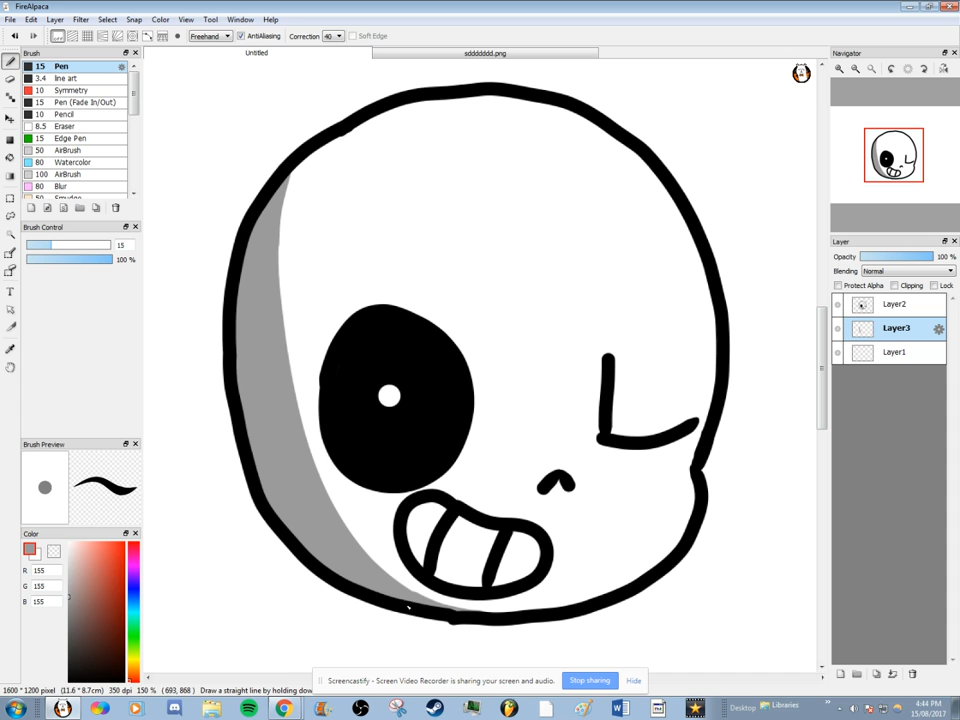 FireAlpaca
File Edit Layer Filter Select Snap Color View Tool Window Help
OFF Freehand AntiAliasing Correction 40 Soft Edge
Untitled sddddddd.png
Brush
15 Pen
3.4 line art
10 Symmetry
15 Pen (Fade In/Out)
10 Pencil
8.5 Eraser
15 Edge Pen
50 AirBrush
80 Watercolor
100 AirBrush
80 Blur
50 Smudge
Brush Control
15
100 %
Brush Preview
Color
R 155
G 155
B 155
Navigator
Layer
Opacity 100 %
Blending Normal
Protect Alpha Clipping Lock
Layer2
Layer3
Layer1
1600 * 1200 pixel (11.6 * 8.7cm) 350 dpi 150 % ( 693, 868 ) Draw a straight line by holding down
Screencastify - Screen Video Recorder is sharing your screen and audio. Stop sharing Hide
Desktop Libraries
4:44 PM
15/08/2017